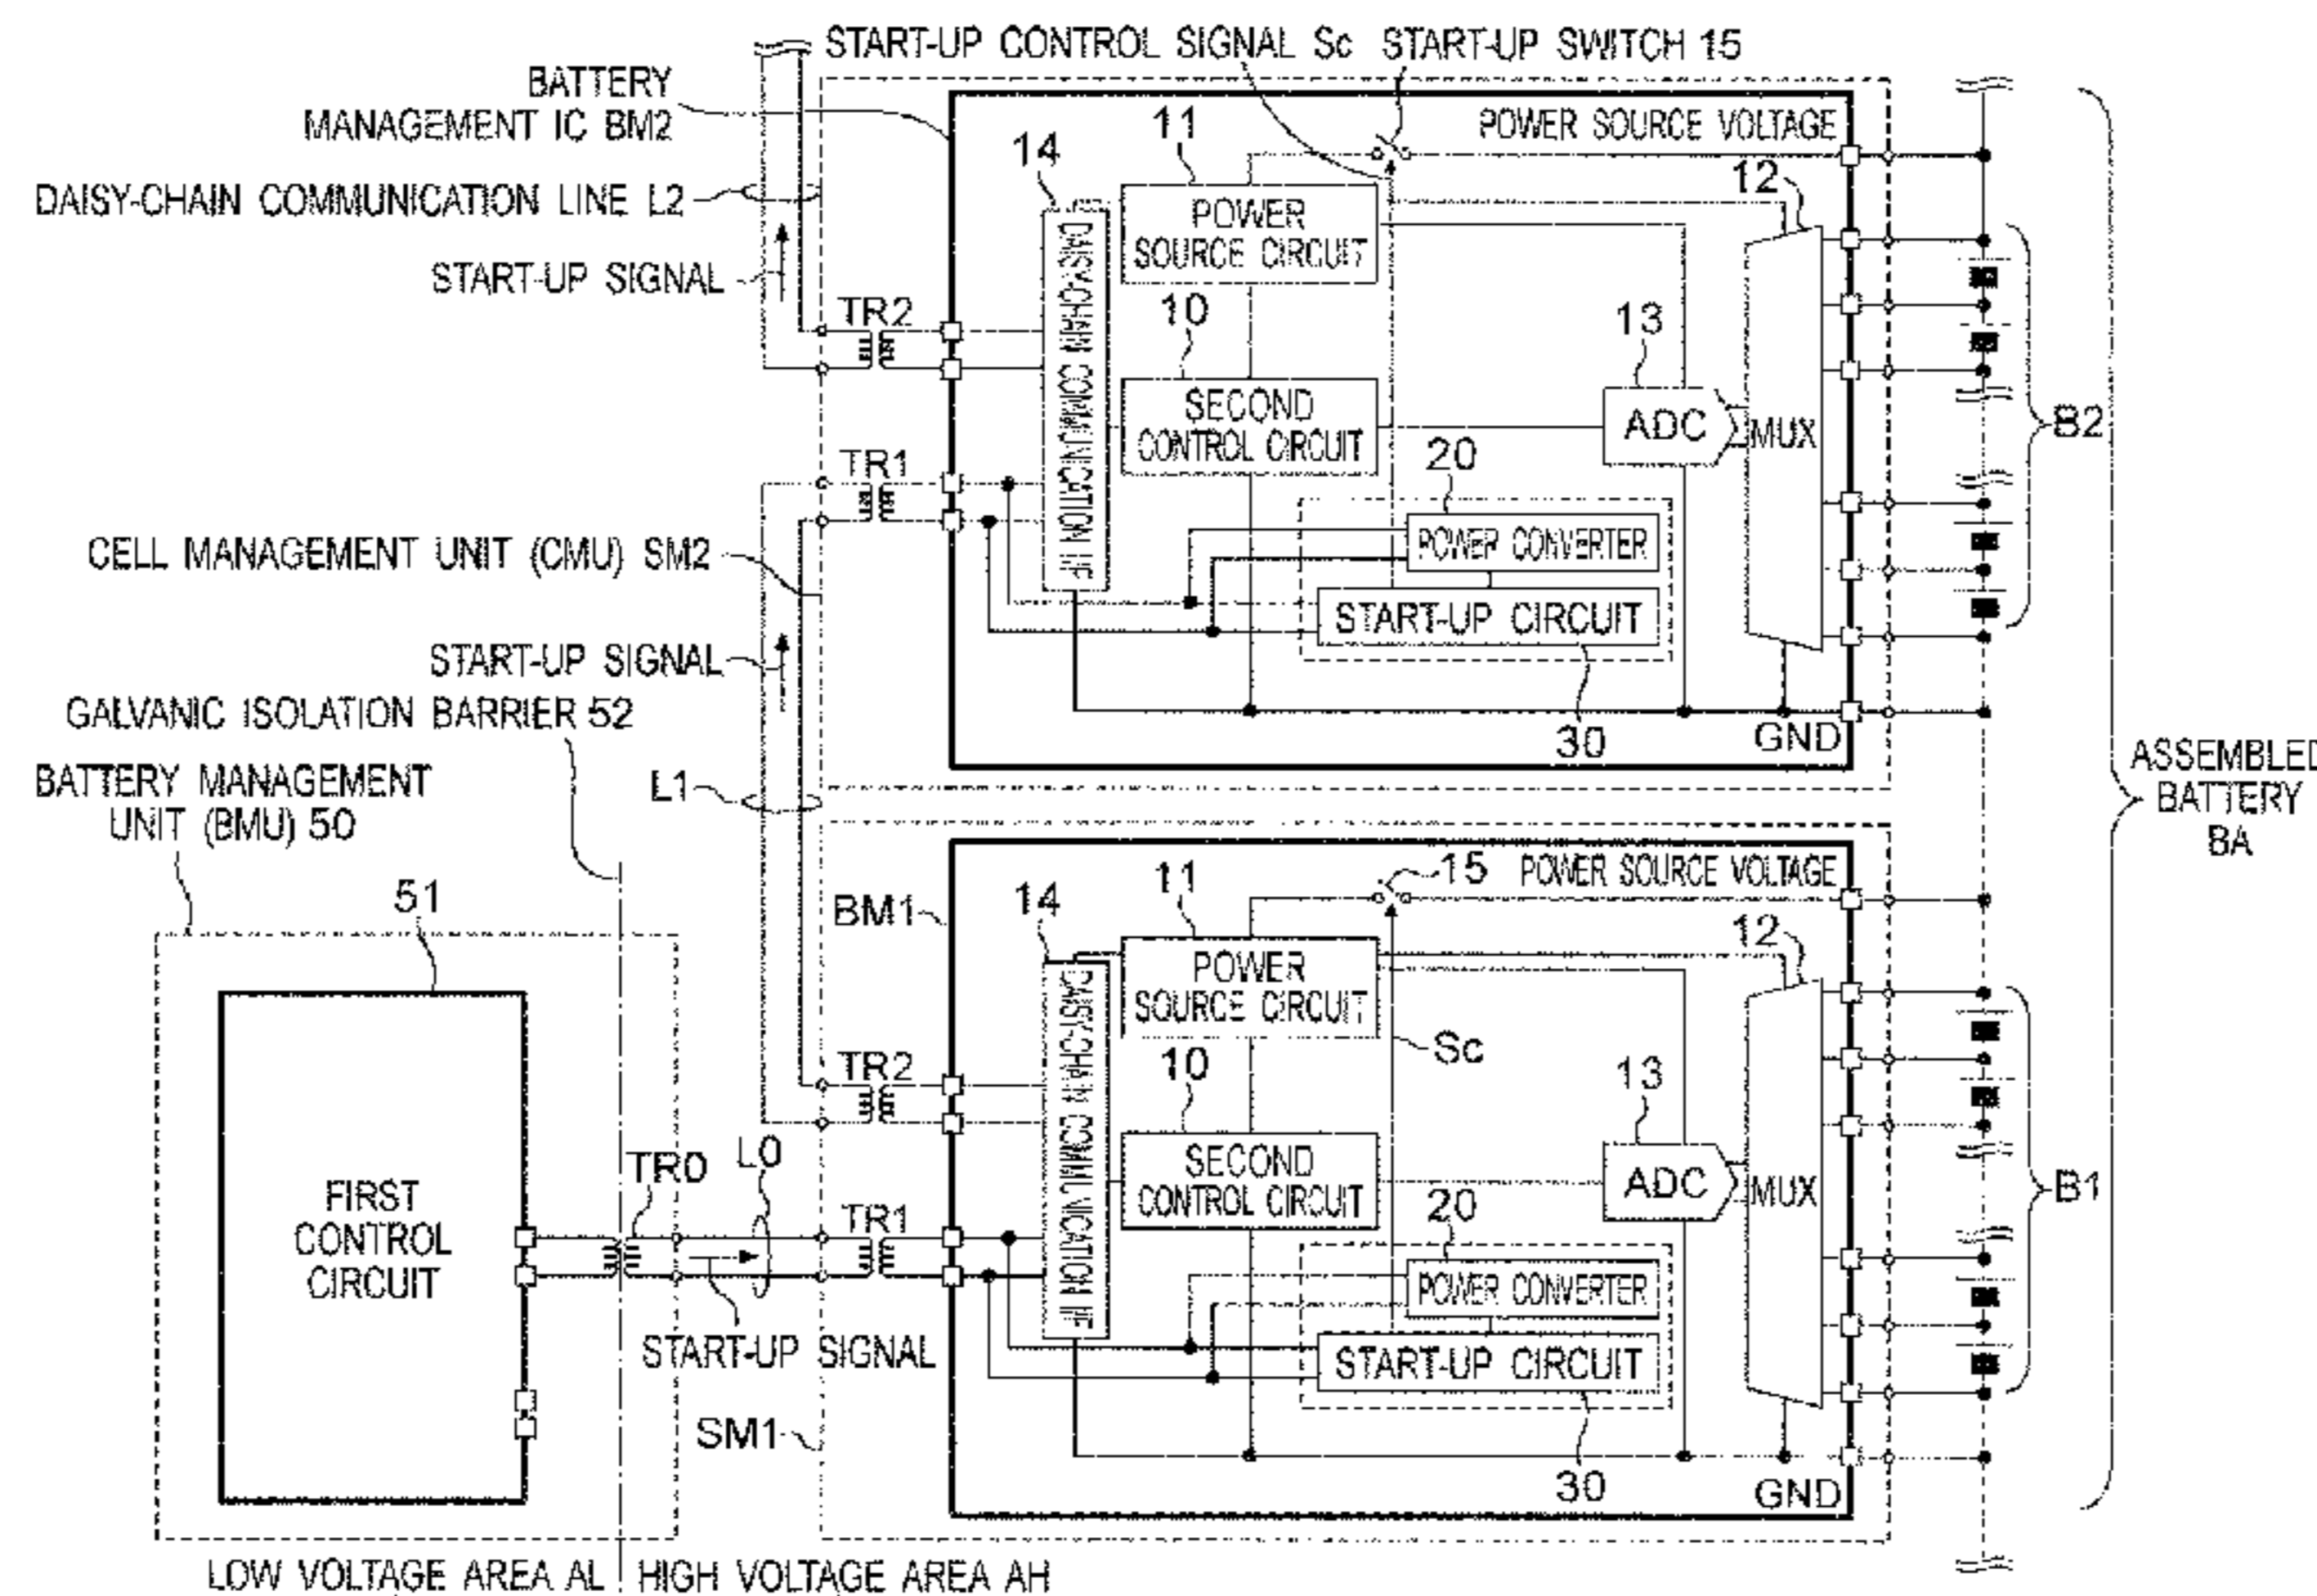 START-UP CONTROL SIGNAL Sc START-UP SWITCH 15
BATTERY
MANAGEMENT IC BM2
DAISY-CHAIN COMMUNICATION LINE L2
START-UP SIGNAL
TR2
TR1
CELL MANAGEMENT UNIT (CMU) SM2
START-UP SIGNAL
GALVANIC ISOLATION BARRIER 52
BATTERY MANAGEMENT
UNIT (BMU) 50
L1
POWER SOURCE VOLTAGE
11
14
12
POWER
SOURCE CIRCUIT
DAISY-CHAIN COMMUNICATION I/F
10
13
SECOND
CONTROL CIRCUIT
ADC
MUX
20
POWER CONVERTER
START-UP CIRCUIT
30
GND
B2
ASSEMBLED
BATTERY
BA
51
FIRST
CONTROL
CIRCUIT
TR0
L0
START-UP SIGNAL
SM1
BM1
TR2
TR1
15
POWER SOURCE VOLTAGE
11
14
12
POWER
SOURCE CIRCUIT
DAISY-CHAIN COMMUNICATION I/F
Sc
10
13
SECOND
CONTROL CIRCUIT
ADC
MUX
20
POWER CONVERTER
START-UP CIRCUIT
30
GND
B1
LOW VOLTAGE AREA AL
HIGH VOLTAGE AREA AH